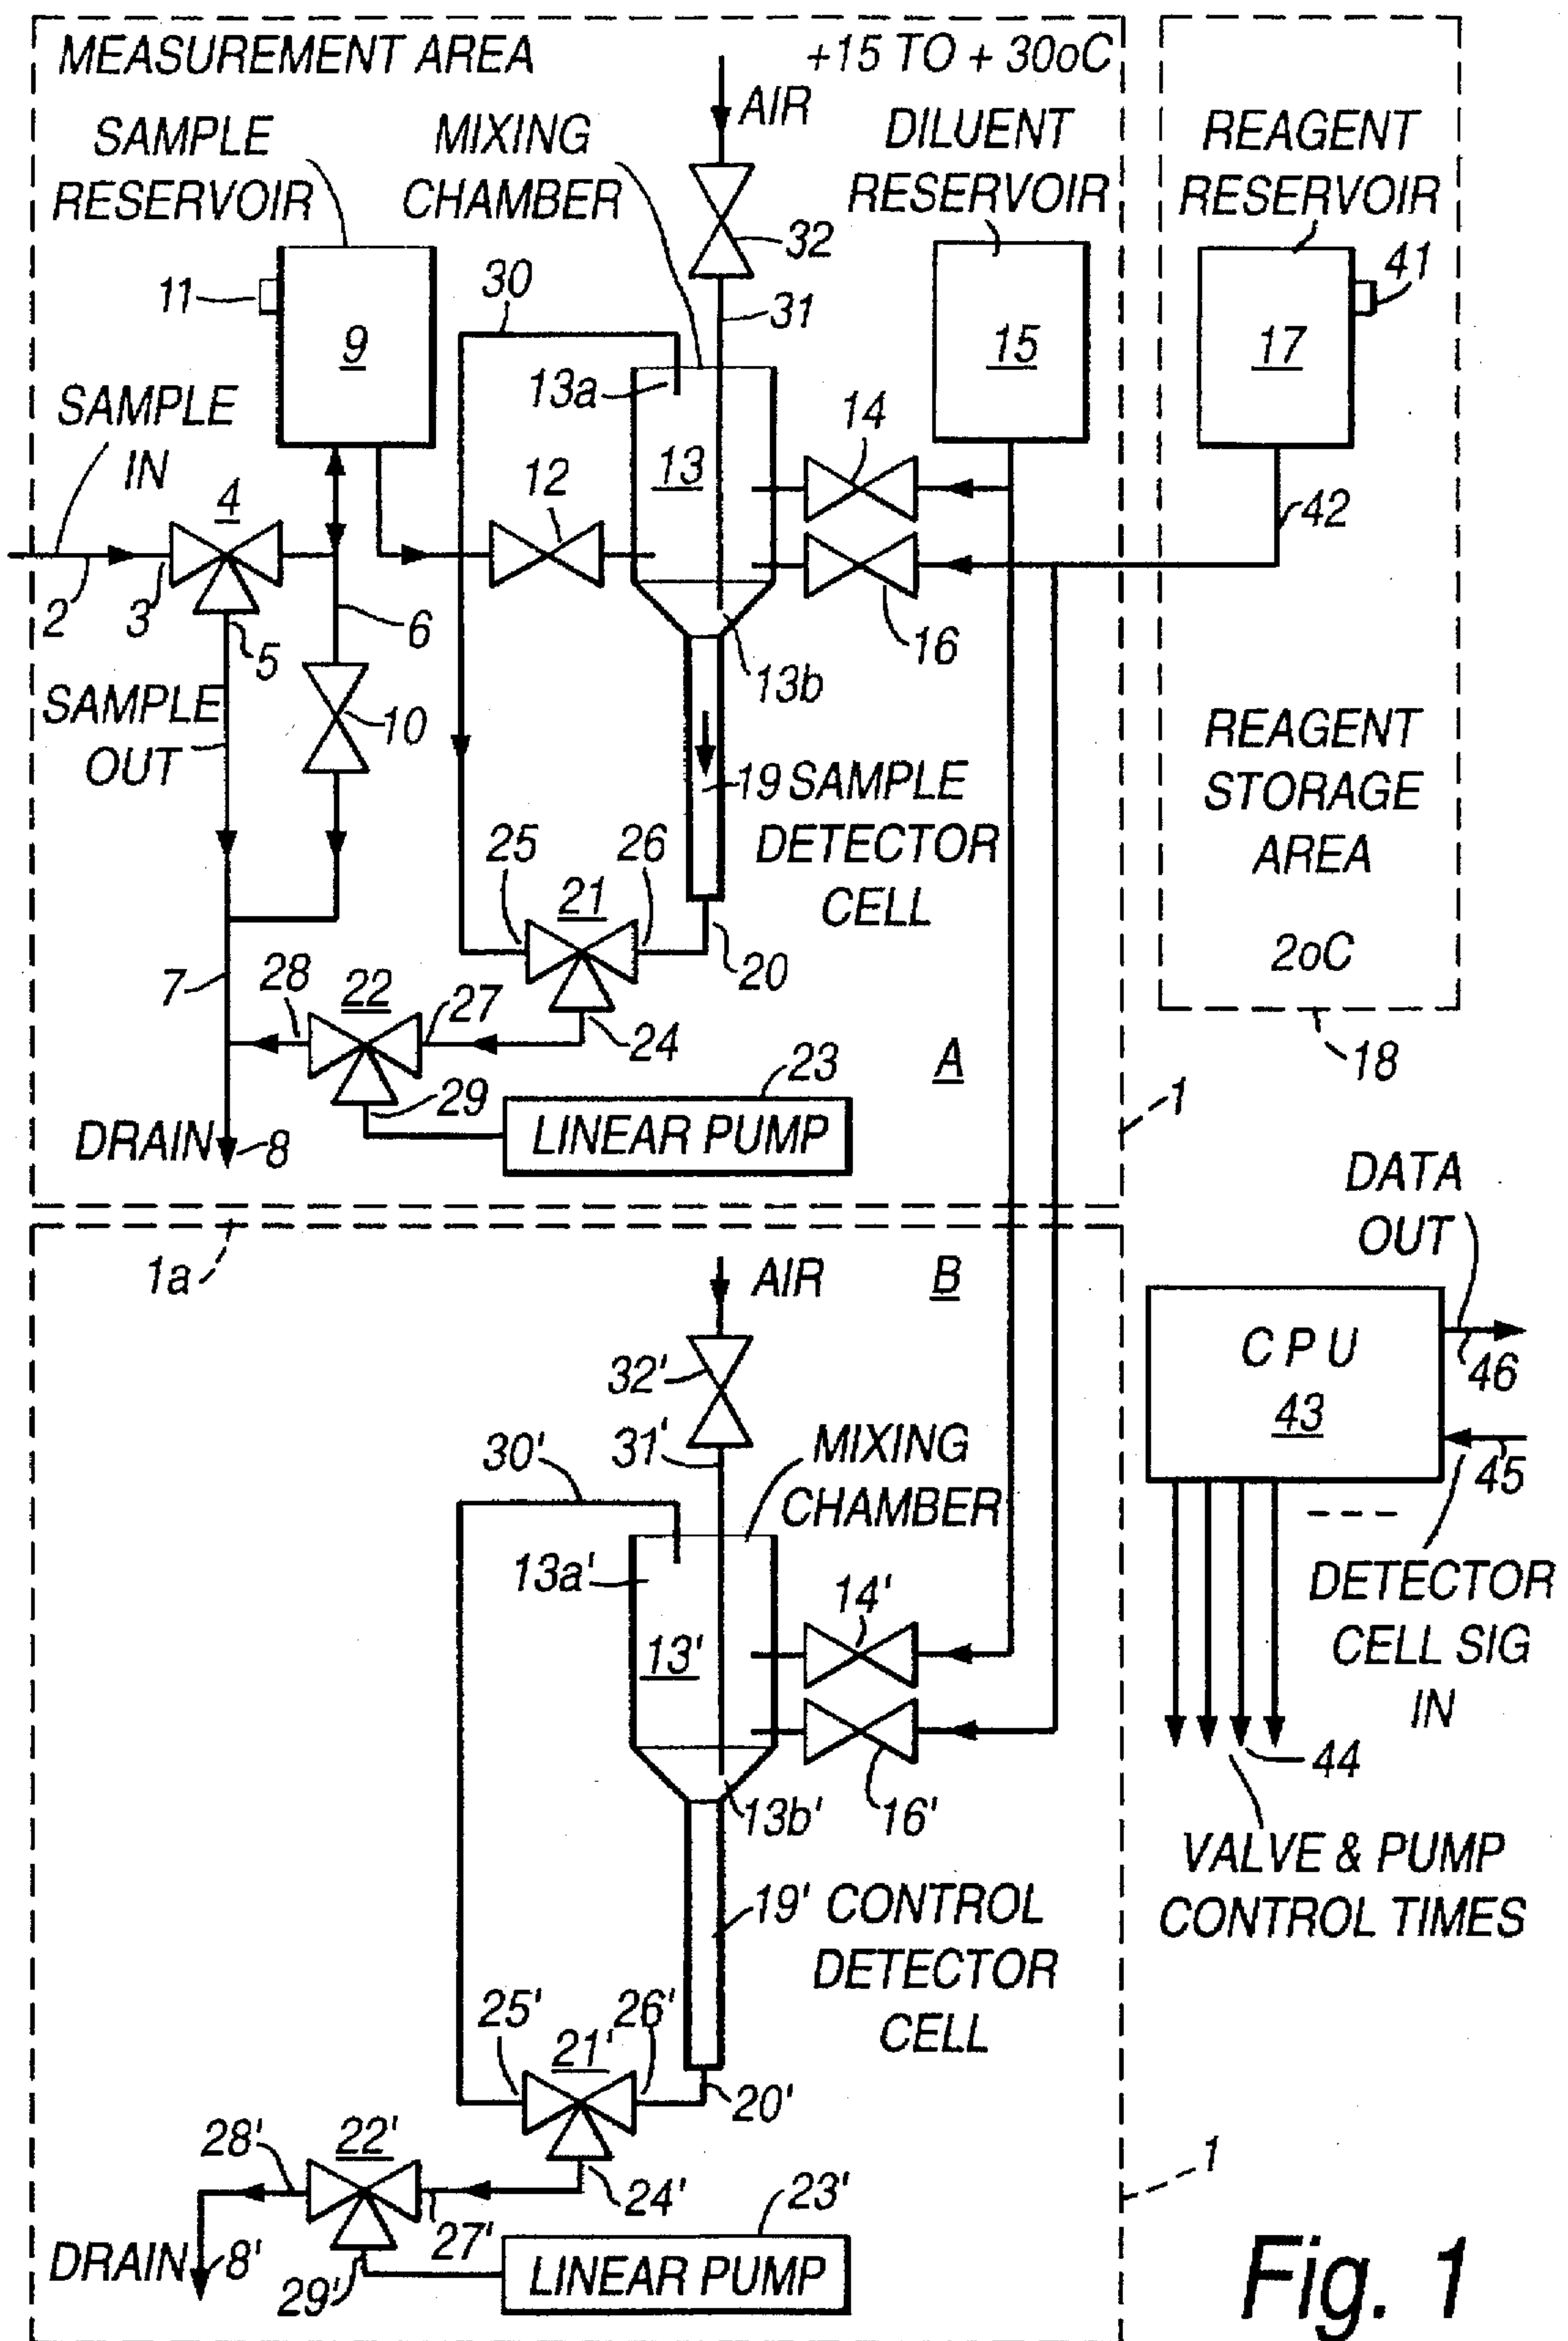 MEASUREMENT AREA
+15 TO + 30oC
AIR
SAMPLE
RESERVOIR
MIXING
CHAMBER
DILUENT
RESERVOIR
REAGENT
RESERVOIR
32
11
9
30
31
15
17
41
13a
SAMPLE
IN
4
12
13
14
42
2
3
5
6
16
13b
SAMPLE
OUT
10
REAGENT
STORAGE
AREA
2oC
19 SAMPLE
DETECTOR
CELL
25
21
26
20
7
28
22
27
24
A
18
29
23
LINEAR PUMP
1
DRAIN
8
1a
AIR
B
DATA
OUT
CPU
43
46
45
32'
31'
30'
MIXING
CHAMBER
13a'
13'
14'
16'
13b'
DETECTOR
CELL SIG
IN
44
VALVE & PUMP
CONTROL TIMES
19' CONTROL
DETECTOR
CELL
25'
21'
26'
20'
28'
22'
27'
24'
1
29'
23'
LINEAR PUMP
DRAIN
8'
Fig. 1